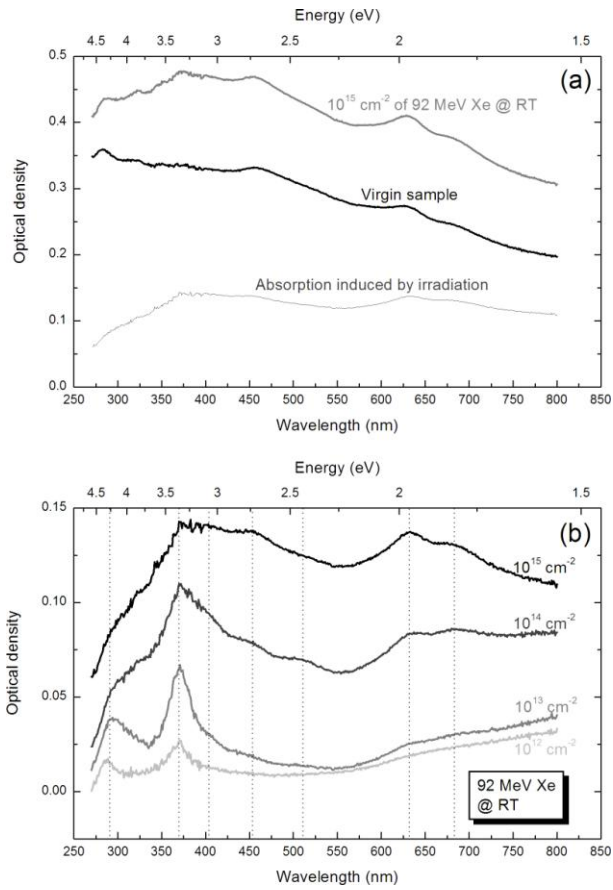 Energy (eV)
4.5 4 3.5 3 2.5 2 1.5
0.5
0.4
0.3
0.2
0.1
0.0
Optical density
(a)
10¹⁵ cm⁻² of 92 MeV Xe @ RT
Virgin sample
Absorption induced by irradiation
250 300 350 400 450 500 550 600 650 700 750 800 850
Wavelength (nm)
Energy (eV)
4.5 4 3.5 3 2.5 2 1.5
0.15
0.10
0.05
0.00
Optical density
(b)
10¹⁵ cm⁻²
10¹⁴ cm⁻²
10¹³ cm⁻²
10¹² cm⁻²
92 MeV Xe
@ RT
250 300 350 400 450 500 550 600 650 700 750 800 850
Wavelength (nm)